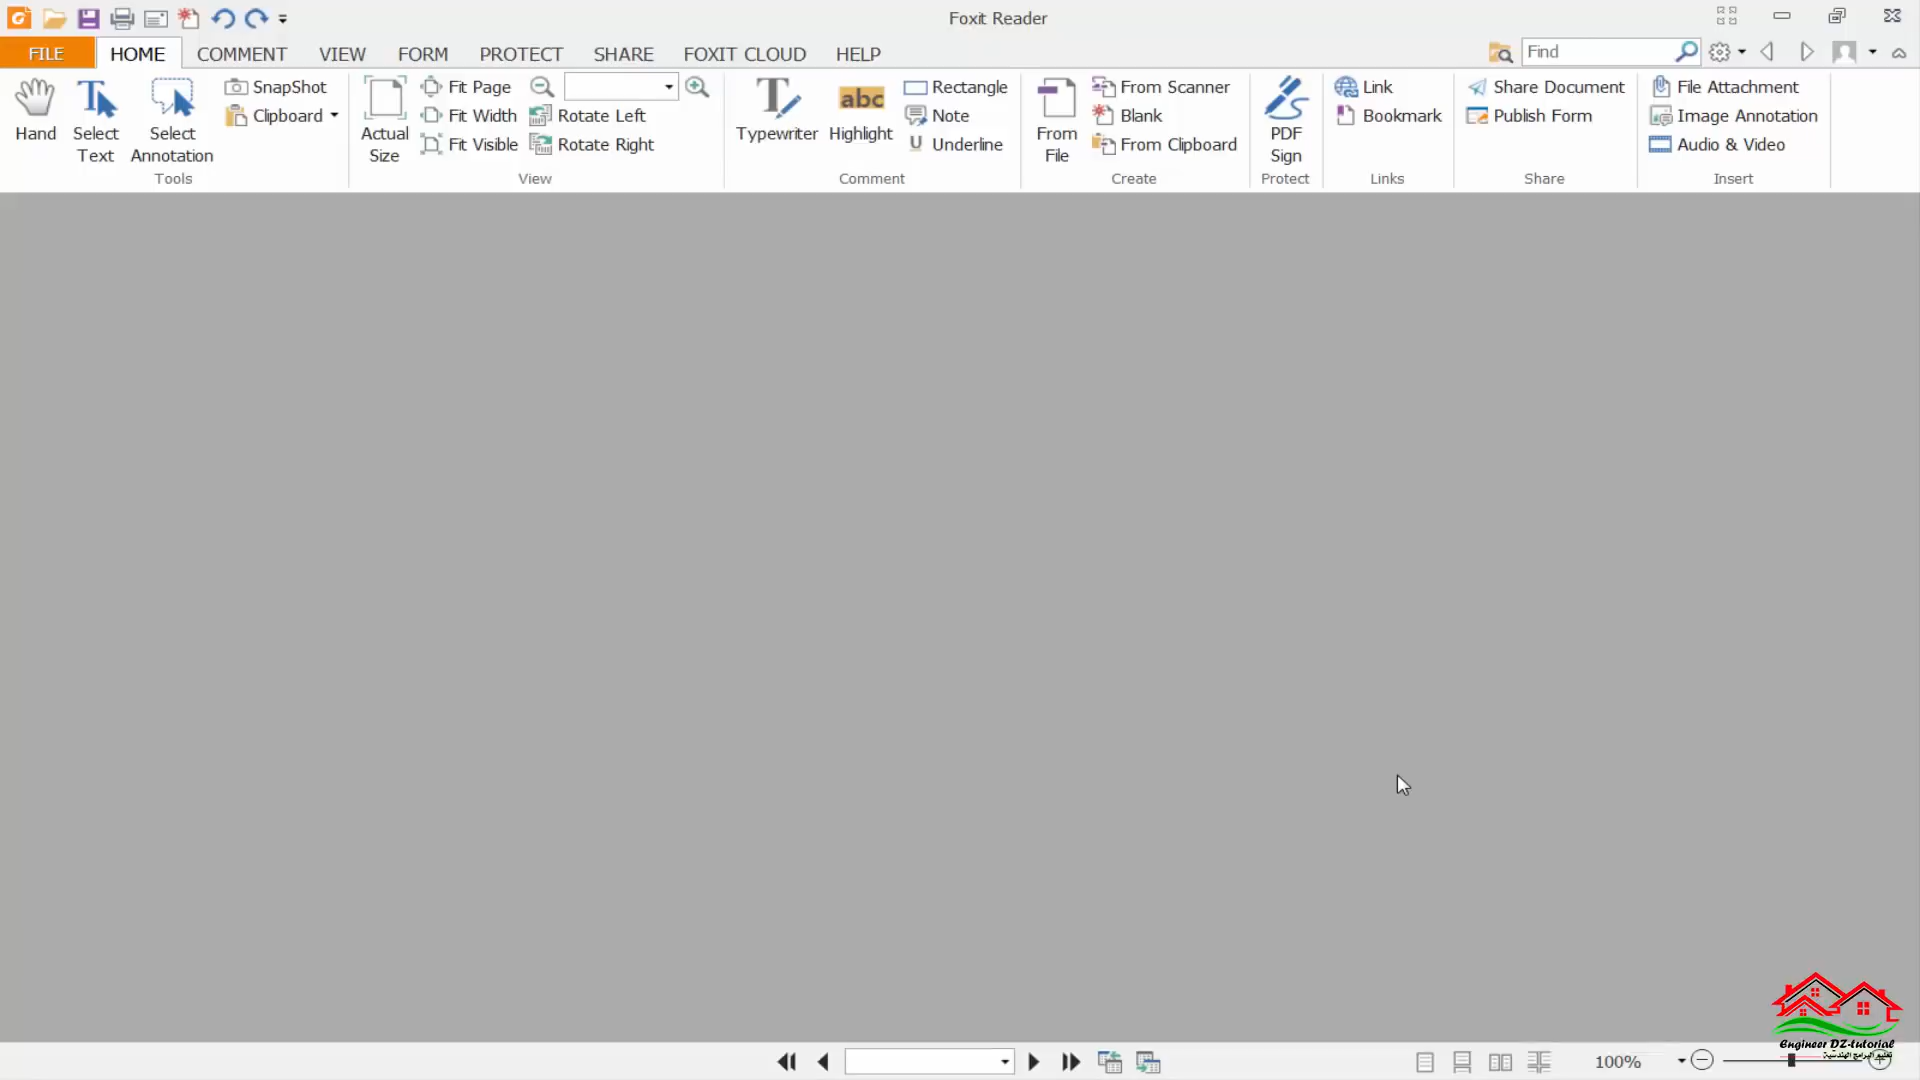 Foxit Reader
FILE HOME COMMENT VIEW FORM PROTECT SHARE FOXIT CLOUD HELP Find
Hand
Select Text
Select Annotation
SnapShot
Clipboard
Tools
Actual Size
Fit Page
Fit Width
Fit Visible
Rotate Left
Rotate Right
View
Typewriter
abc
Highlight
Rectangle
Note
Underline
Comment
From File
From Scanner
Blank
From Clipboard
Create
PDF Sign
Protect
Link
Bookmark
Links
Share Document
Publish Form
Share
File Attachment
Image Annotation
Audio & Video
Insert
Engineer DZ-tutorial
تعليم البرامج الهندسية
100%